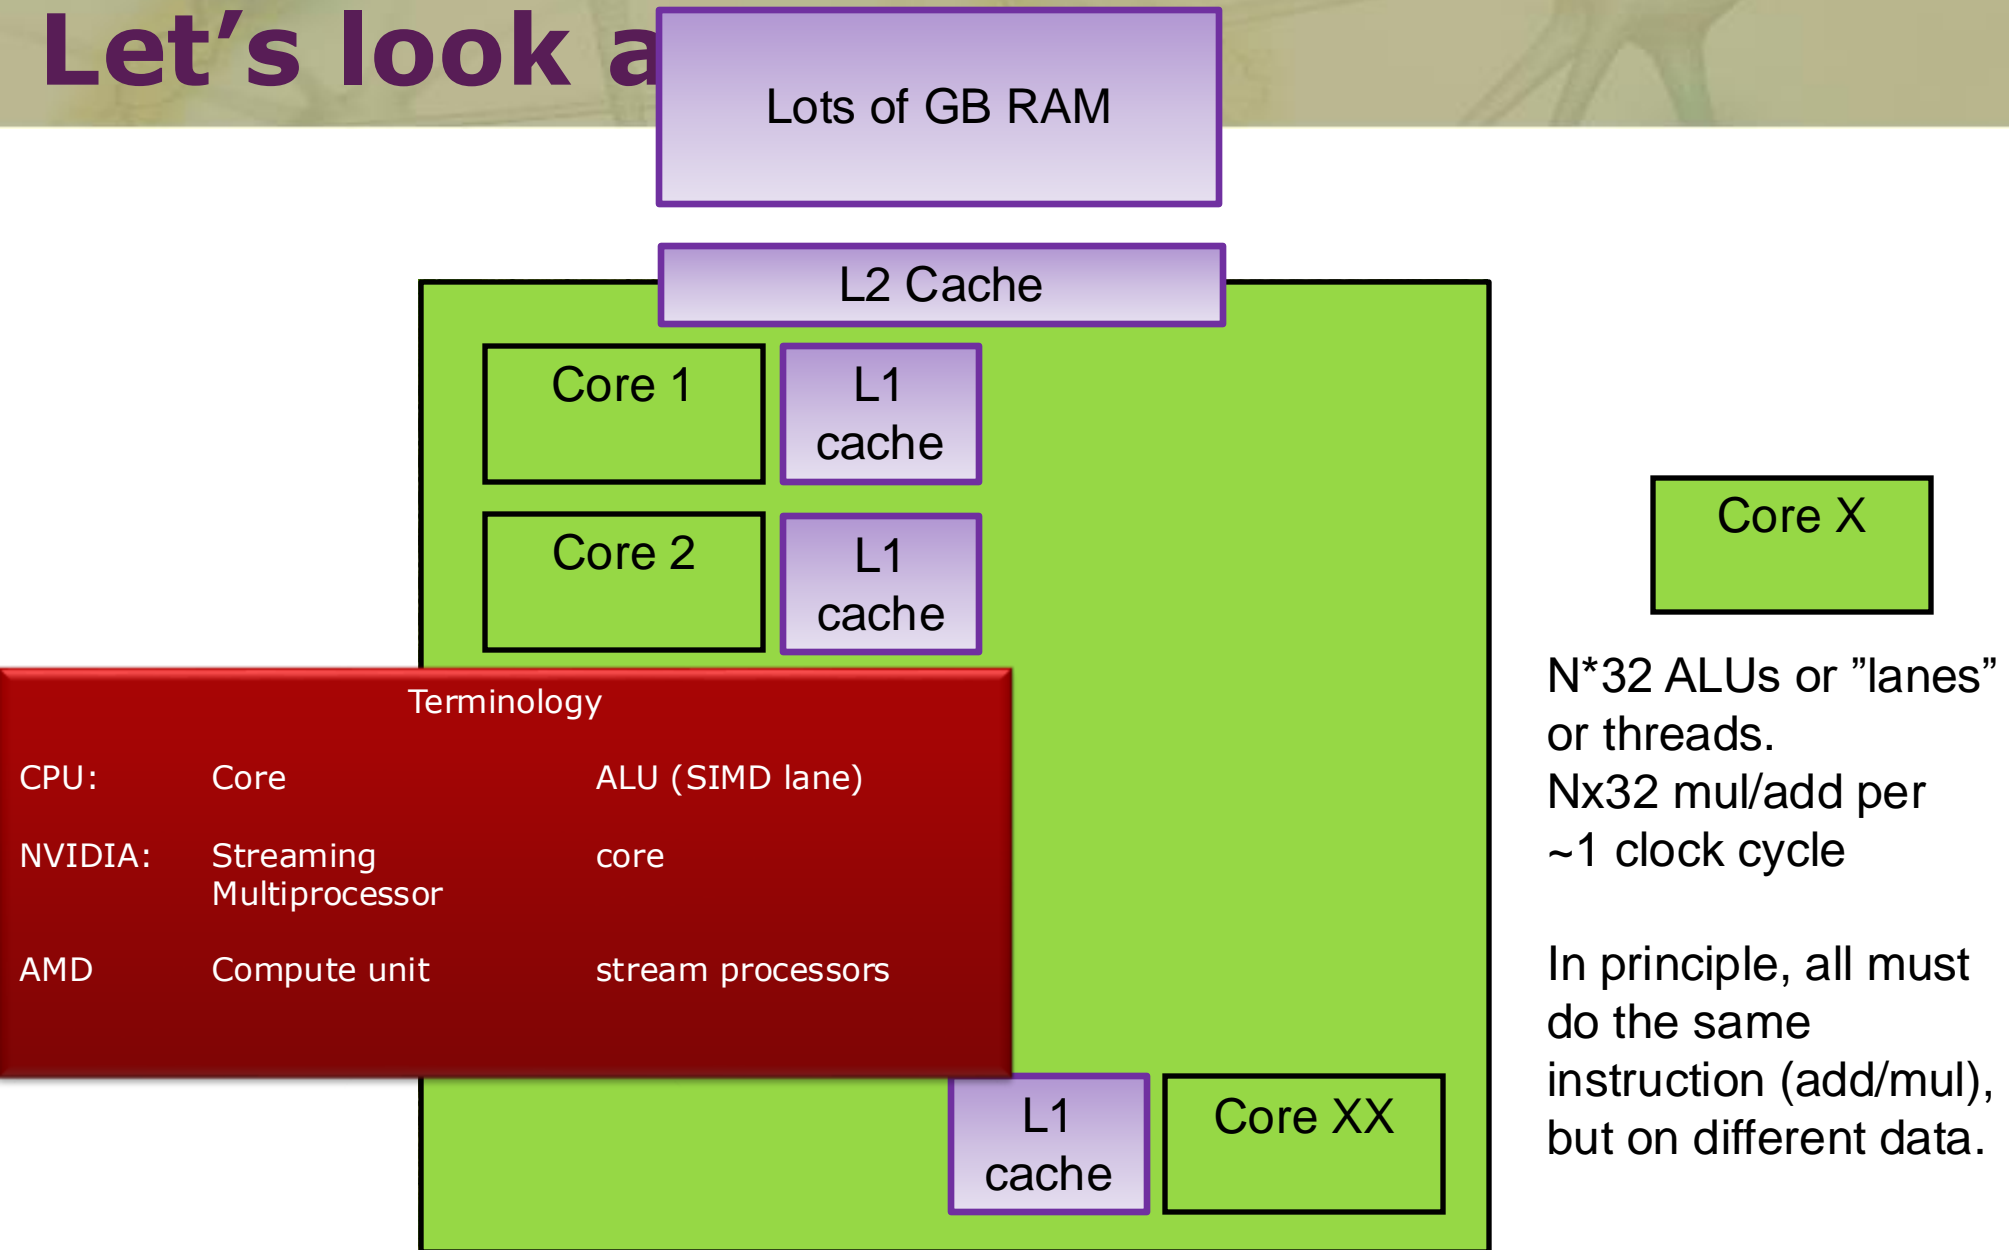 Let’s look a
Lots of GB RAM
L2 Cache
Core 1
L1
cache
Core 2
L1
cache
Core X
N*32 ALUs or ”lanes”
or threads.
Nx32 mul/add per
~1 clock cycle
In principle, all must
do the same
instruction (add/mul),
but on different data.
Terminology
CPU: Core ALU (SIMD lane)
NVIDIA: Streaming core
Multiprocessor
AMD Compute unit stream processors
L1
cache
Core XX